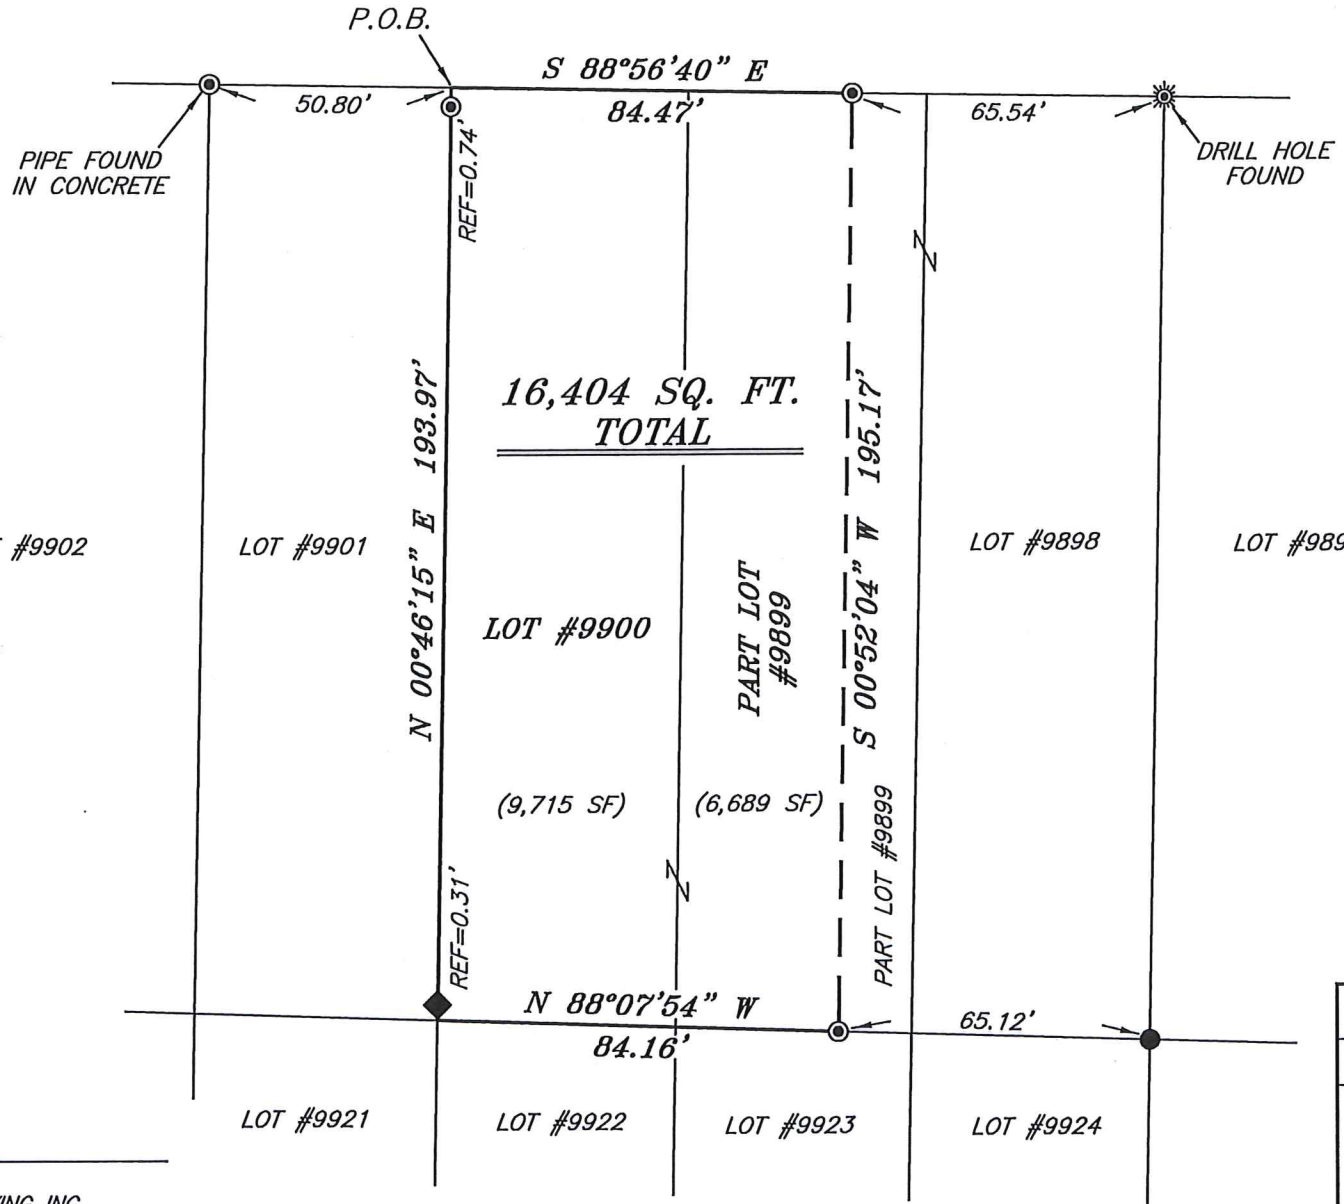 P.O.B.
S 88°56'40" E
50.80'
84.47'
65.54'
PIPE FOUND
IN CONCRETE
DRILL HOLE
FOUND
REF=0.74'
16,404 SQ. FT.
TOTAL
N 00°46'15" E 193.97'
S 00°52'04" W 195.17'
#9902
LOT #9901
LOT #9900
PART LOT
#9899
LOT #9898
LOT #989
(9,715 SF)
(6,689 SF)
PART LOT #9899
REF=0.31'
N 88°07'54" W
84.16'
65.12'
LOT #9921
LOT #9922
LOT #9923
LOT #9924